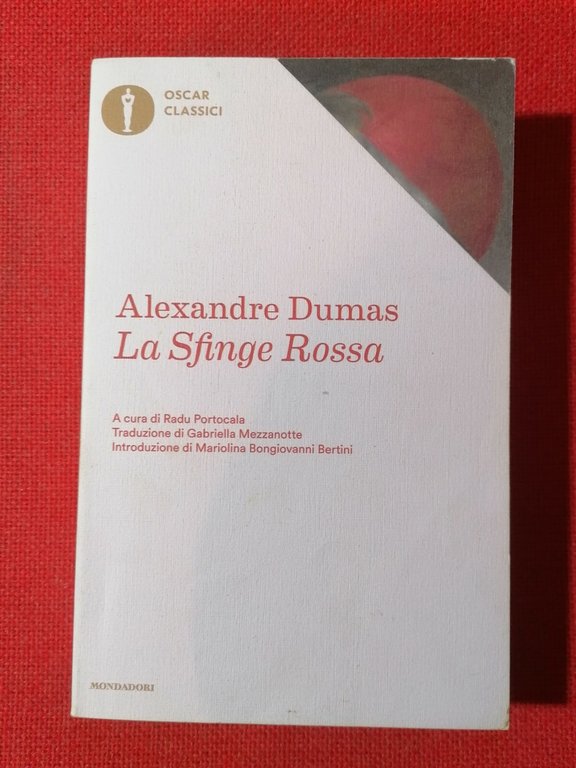 OSCAR
CLASSICI
Alexandre Dumas
La Sfinge Rossa
A cura di Radu Portocala
Traduzione di Gabriella Mezzanotte
Introduzione di Mariolina Bongiovanni Bertini
MONDADORI